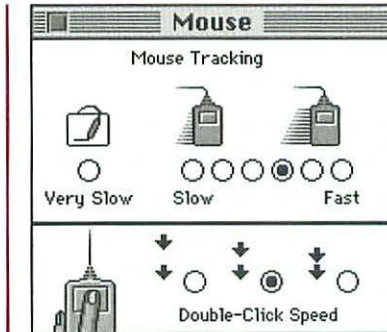 Mouse
Mouse Tracking
Very Slow
Slow
Fast
Double-Click Speed